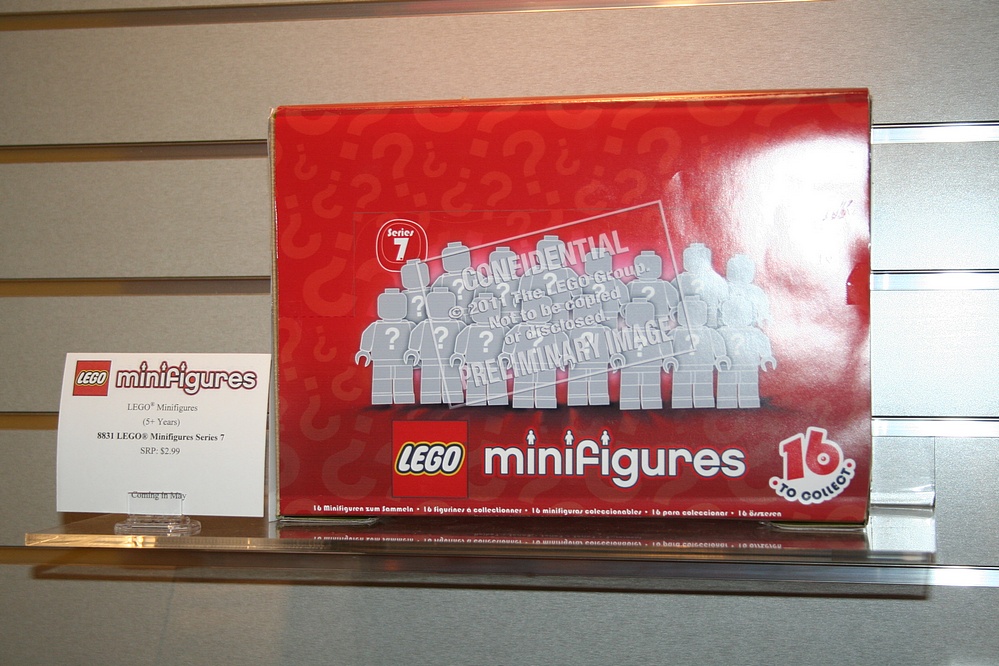 LEGO minifigures
LEGO® Minifigures
(5+ Years)
8831 LEGO® Minifigures Series 7
SRP: $2.99
Coming in May
Series
7
CONFIDENTIAL
© 2011 The LEGO Group.
Not to be copied
or disclosed
PRELIMINARY IMAGE
LEGO minifigures
16
TO COLLECT
16 Minifiguren zum Sammeln • 16 figurines à collectionner • 16 minifiguras coleccionables • 16 para coleccionar • 16 összesen